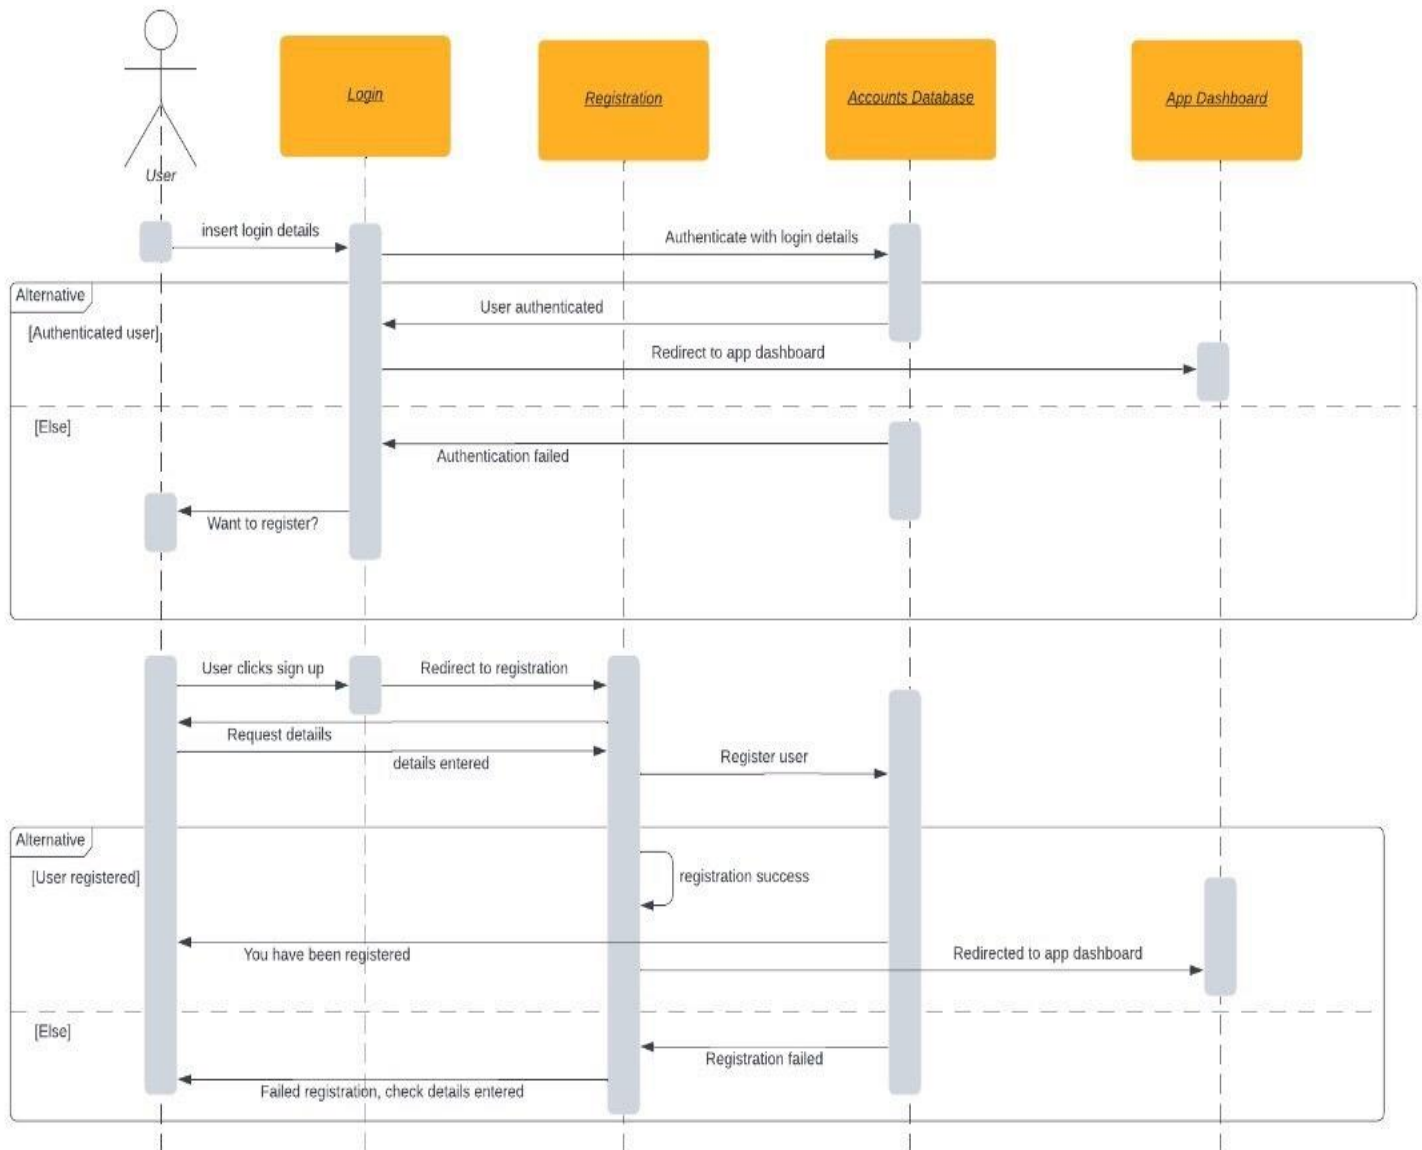 Login
Registration
Accounts Database
App Dashboard
User
insert login details
Authenticate with login details
Alternative
User authenticated
[Authenticated user]
Redirect to app dashboard
[Else]
Authentication failed
Want to register?
User clicks sign up
Redirect to registration
Request detaiils
details entered
Register user
Alternative
[User registered]
registration success
You have been registered
Redirected to app dashboard
[Else]
Registration failed
Failed registration, check details entered